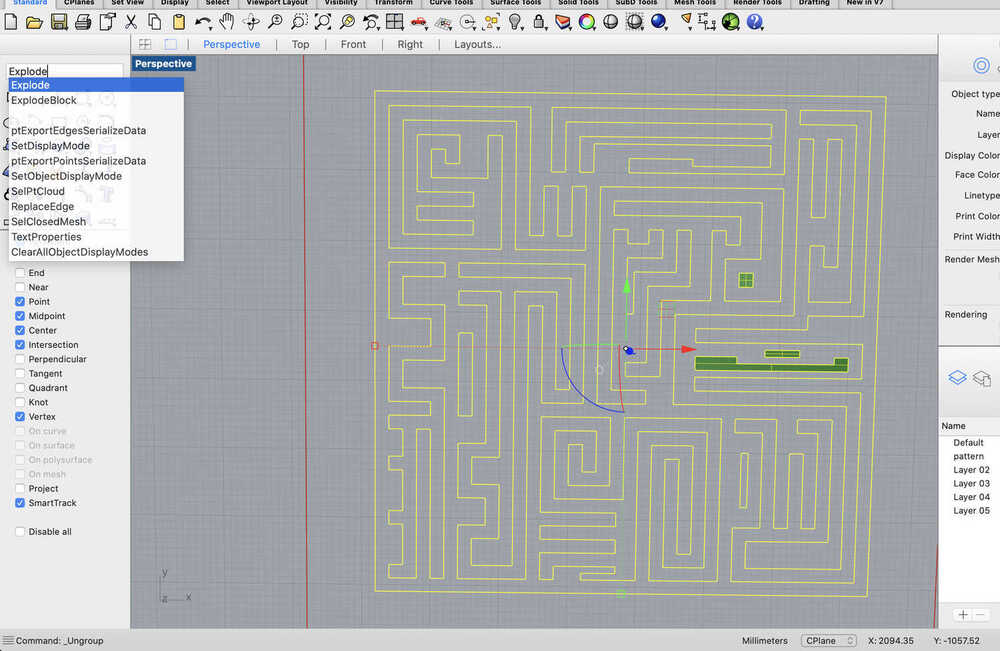 Standard CPlanes Set View Display Select Viewport Layout Visibility Transform Curve Tools Surface Tools Solid Tools SubD Tools Mesh Tools Render Tools Drafting New in V7
Perspective Top Front Right Layouts...
Perspective
Explode
Explode
ExplodeBlock
ptExportEdgesSerializeData
SetDisplayMode
ptExportPointsSerializeData
SetObjectDisplayMode
SelPtCloud
ReplaceEdge
SelClosedMesh
TextProperties
ClearAllObjectDisplayModes
End
Near
Point
Midpoint
Center
Intersection
Perpendicular
Tangent
Quadrant
Knot
Vertex
On curve
On surface
On polysurface
On mesh
Project
SmartTrack
Disable all
y
z x
Object type
Name
Layer
Display Color
Face Color
Linetype
Print Color
Print Width
Render Mesh
Rendering
Name
Default
pattern
Layer 02
Layer 03
Layer 04
Layer 05
Command: _Ungroup
Millimeters CPlane X: 2094.35 Y: -1057.52